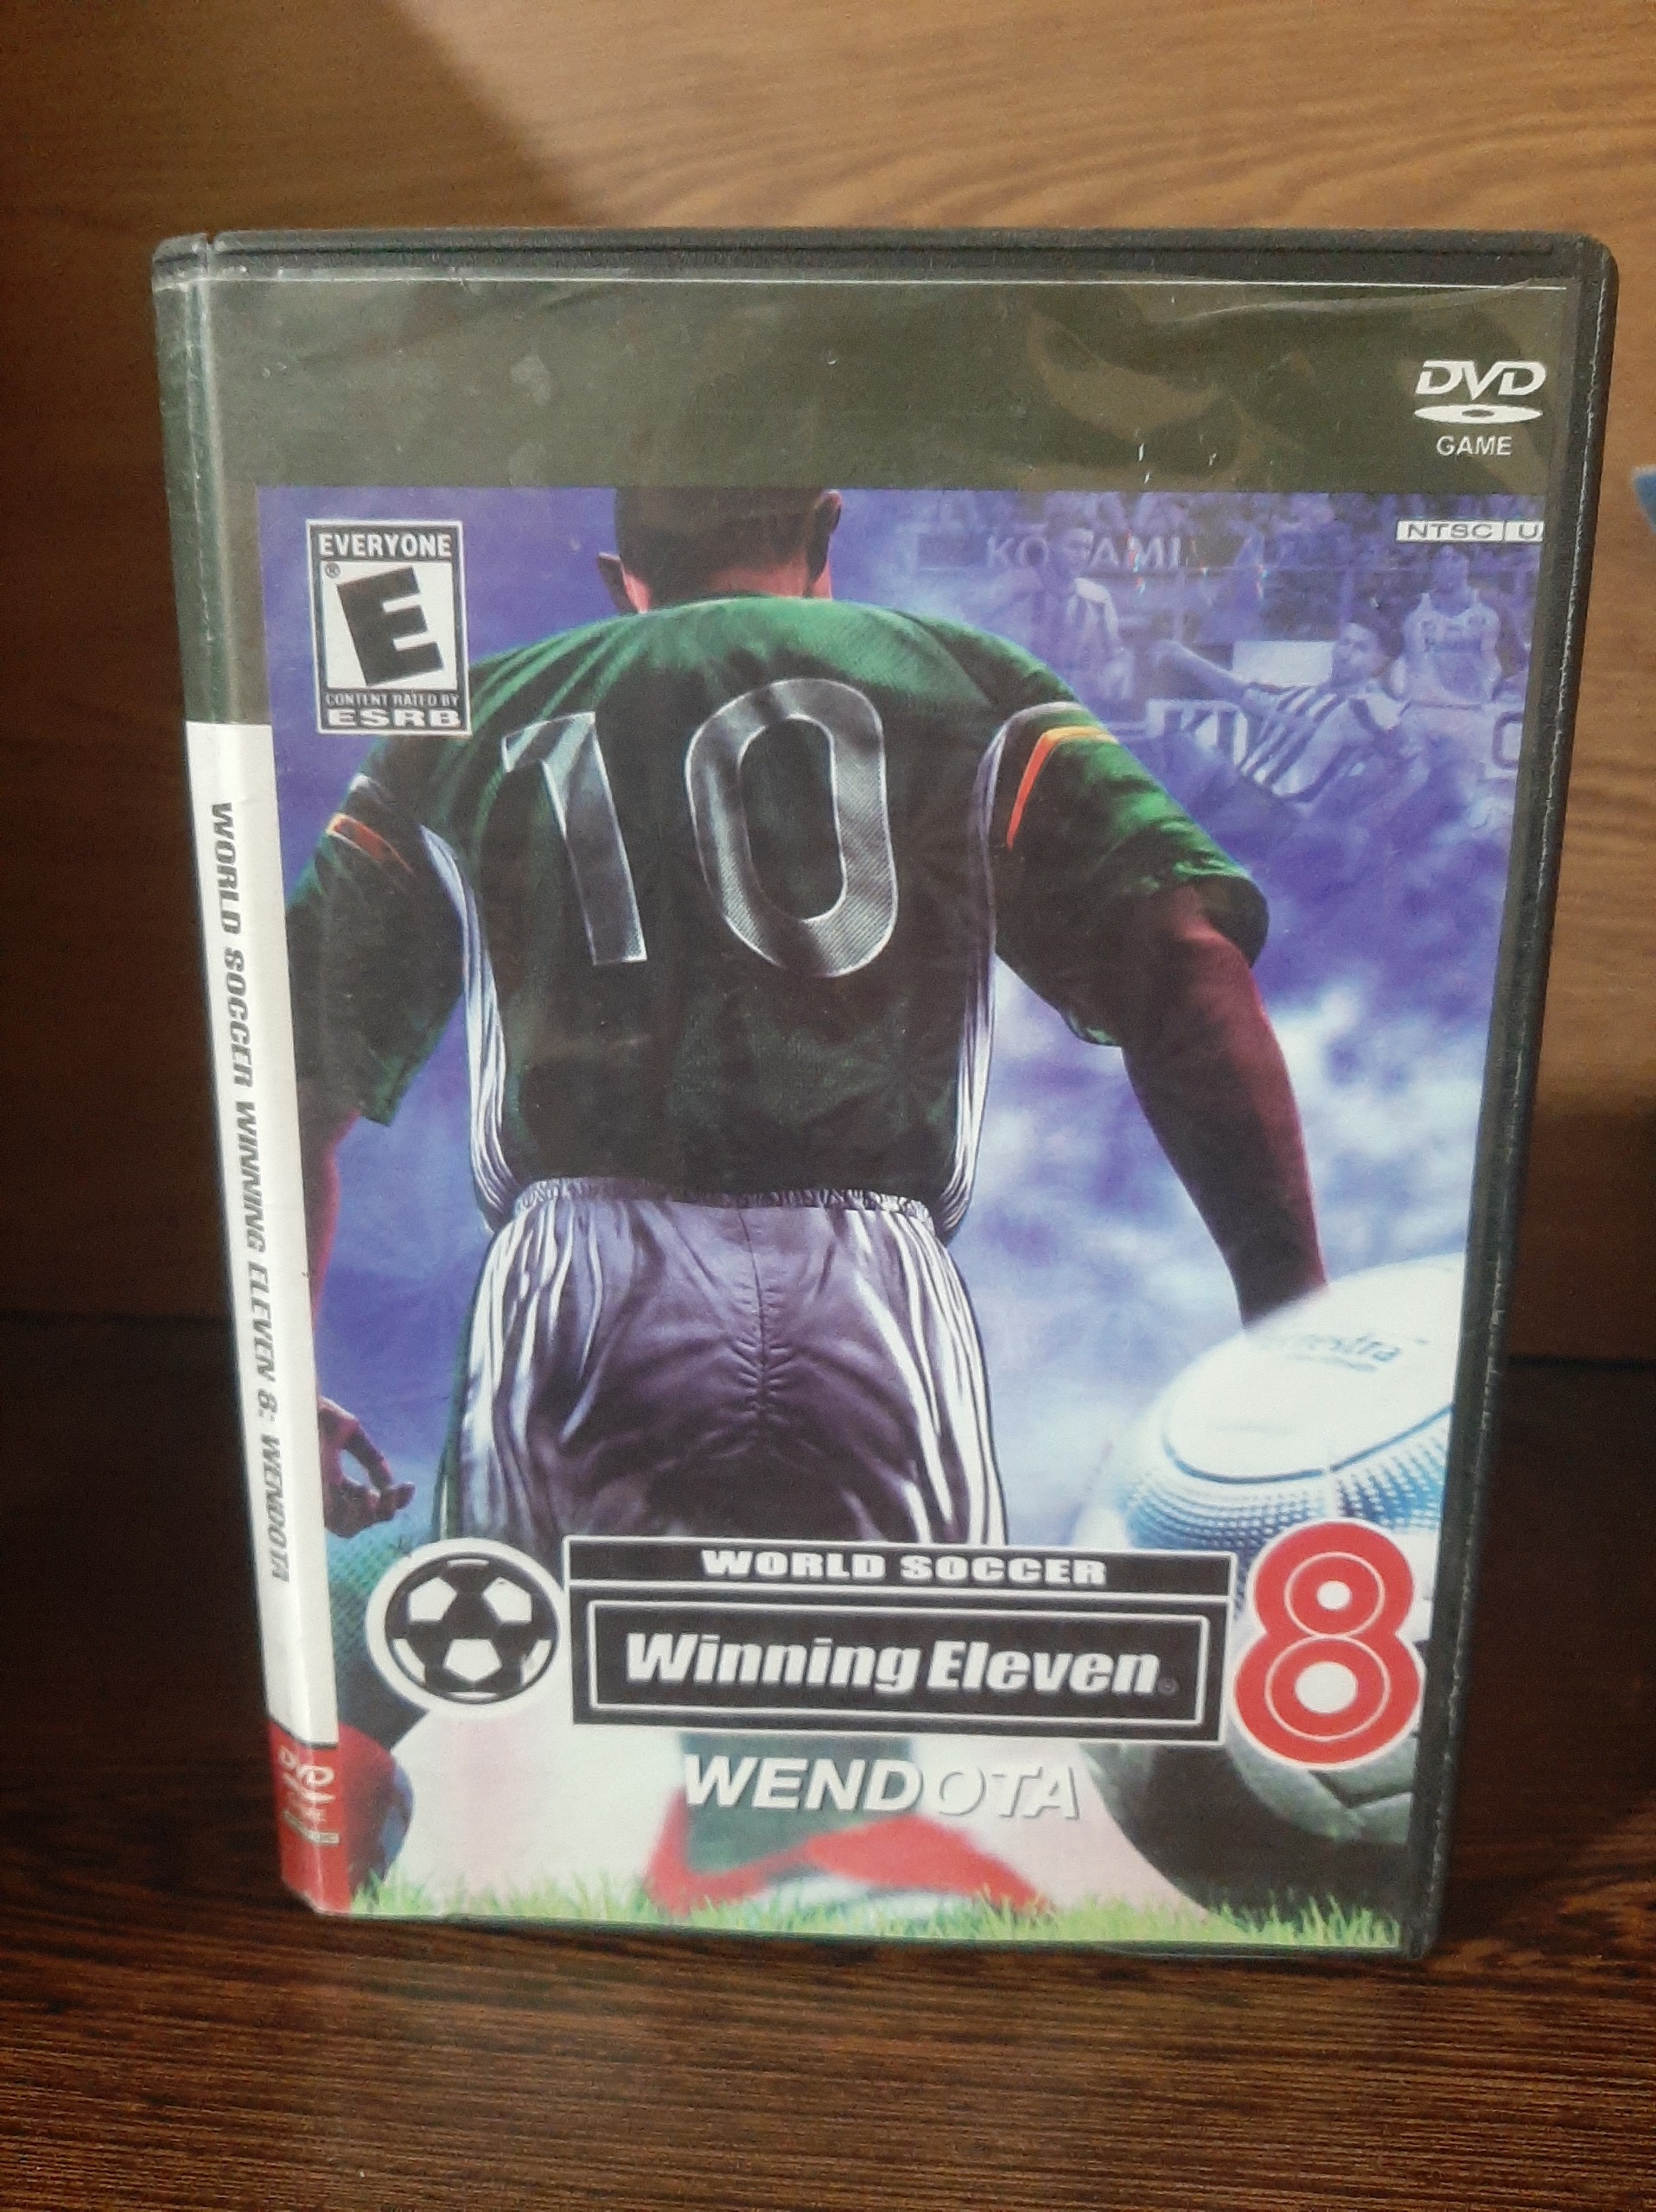 DVD
GAME
NTSC U
EVERYONE
E
CONTENT RATED BY
ESRB
KONAMI
10
WORLD SOCCER
Winning Eleven
8
WENDOTA
WORLD SOCCER WINNING ELEVEN 8: WENDOTA